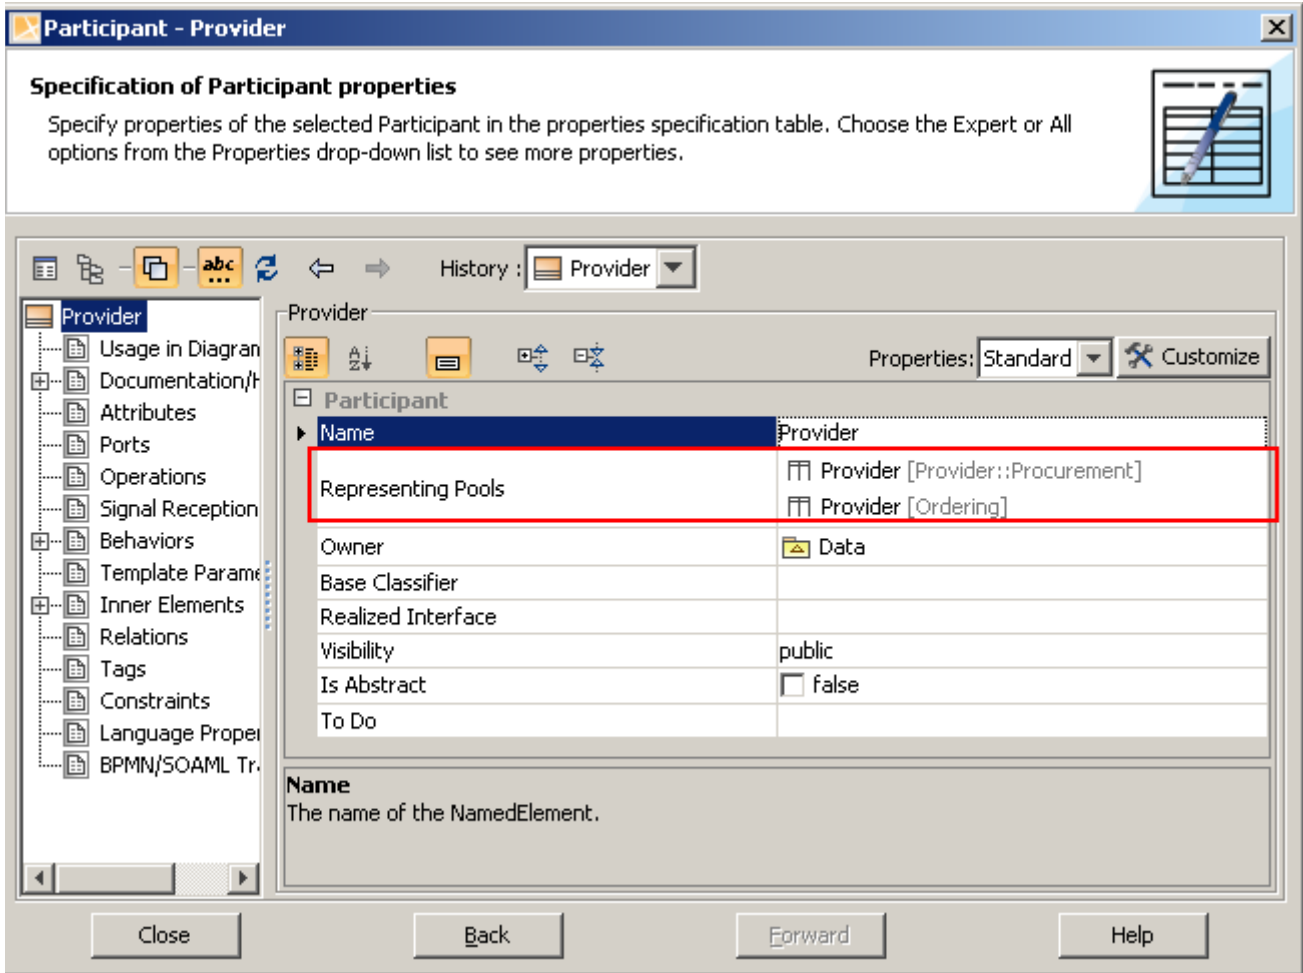 Participant - Provider
Specification of Participant properties
Specify properties of the selected Participant in the properties specification table. Choose the Expert or All
options from the Properties drop-down list to see more properties.
abc
History : Provider
Provider
Usage in Diagran
Documentation/H
Attributes
Ports
Operations
Signal Reception
Behaviors
Template Parame
Inner Elements
Relations
Tags
Constraints
Language Proper
BPMN/SOAML Tra
Provider
A
Z
Properties: Standard Customize
Participant
Name Provider
Representing Pools Provider [Provider::Procurement]
Provider [Ordering]
Owner Data
Base Classifier
Realized Interface
Visibility public
Is Abstract false
To Do
Name
The name of the NamedElement.
Close Back Forward Help